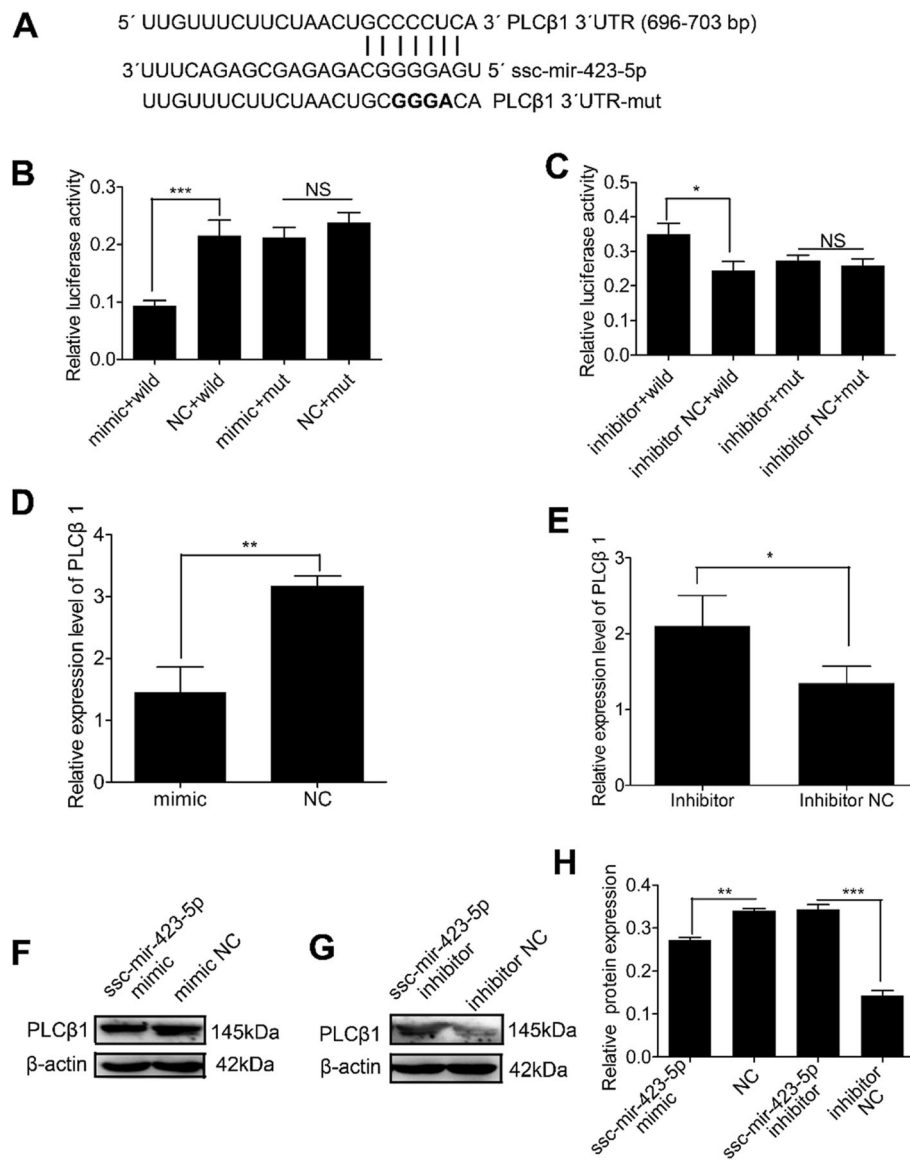 A
5´ UUGUUUCUUCUAACUGCCCCUCA 3´ PLCβ1 3´UTR (696-703 bp)
3´UUUCAGAGCGAGAGACGGGGAGU 5´ ssc-mir-423-5p
UUGUUUCUUCUAACUGCGGGACA PLCβ1 3´UTR-mut
B
Relative luciferase activity
0.3
0.2
0.1
0.0
***
NS
mimic+wild
NC+wild
mimic+mut
NC+mut
C
Relative luciferase activity
0.5
0.4
0.3
0.2
0.1
0.0
*
NS
inhibitor+wild
inhibitor NC+wild
inhibitor+mut
inhibitor NC+mut
D
Relative expression level of PLCβ 1
4
3
2
1
0
**
mimic
NC
E
Relative expression level of PLCβ 1
3
2
1
0
*
Inhibitor
Inhibitor NC
F
ssc-mir-423-5p
mimic
mimic NC
PLCβ1
145kDa
β-actin
42kDa
G
ssc-mir-423-5p
inhibitor
inhibitor NC
PLCβ1
145kDa
β-actin
42kDa
H
Relative protein expression
0.4
0.3
0.2
0.1
0.0
**
***
ssc-mir-423-5p
mimic
NC
ssc-mir-423-5p
inhibitor
inhibitor
NC